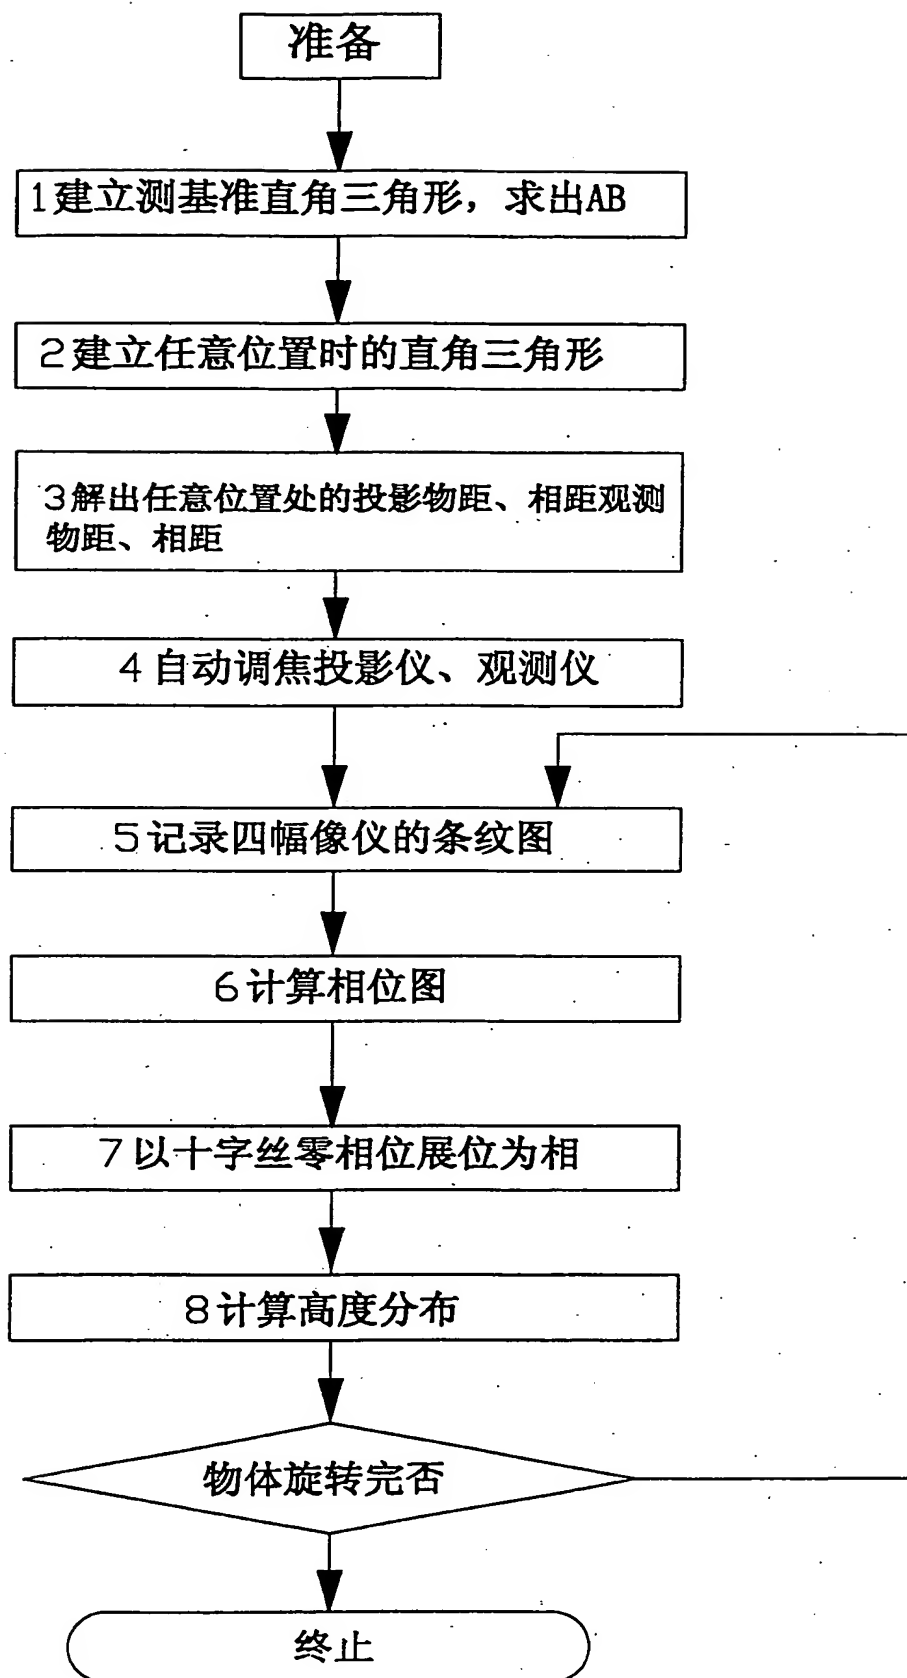 准备
1建立测基准直角三角形，求出AB
2建立任意位置时的直角三角形
3解出任意位置处的投影物距、相距观测
物距、相距
4自动调焦投影仪、观测仪
5记录四幅像仪的条纹图
6计算相位图
7以十字丝零相位展位为相
8计算高度分布
物体旋转完否
终止